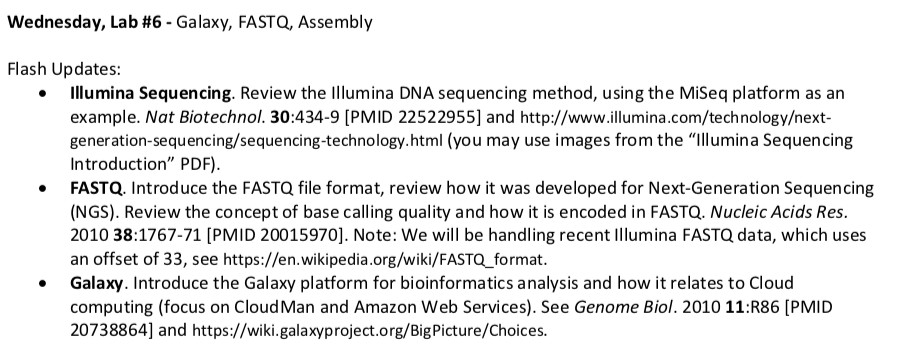 Wednesday, Lab #6 - Galaxy, FASTQ, Assembly
Flash Updates:
• Illumina Sequencing. Review the Illumina DNA sequencing method, using the MiSeq platform as an
example. Nat Biotechnol. 30:434-9 [PMID 22522955] and http://www.illumina.com/technology/next-
generation-sequencing/sequencing-technology.html (you may use images from the “Illumina Sequencing
Introduction” PDF).
• FASTQ. Introduce the FASTQ file format, review how it was developed for Next-Generation Sequencing
(NGS). Review the concept of base calling quality and how it is encoded in FASTQ. Nucleic Acids Res.
2010 38:1767-71 [PMID 20015970]. Note: We will be handling recent Illumina FASTQ data, which uses
an offset of 33, see https://en.wikipedia.org/wiki/FASTQ_format.
• Galaxy. Introduce the Galaxy platform for bioinformatics analysis and how it relates to Cloud
computing (focus on CloudMan and Amazon Web Services). See Genome Biol. 2010 11:R86 [PMID
20738864] and https://wiki.galaxyproject.org/BigPicture/Choices.